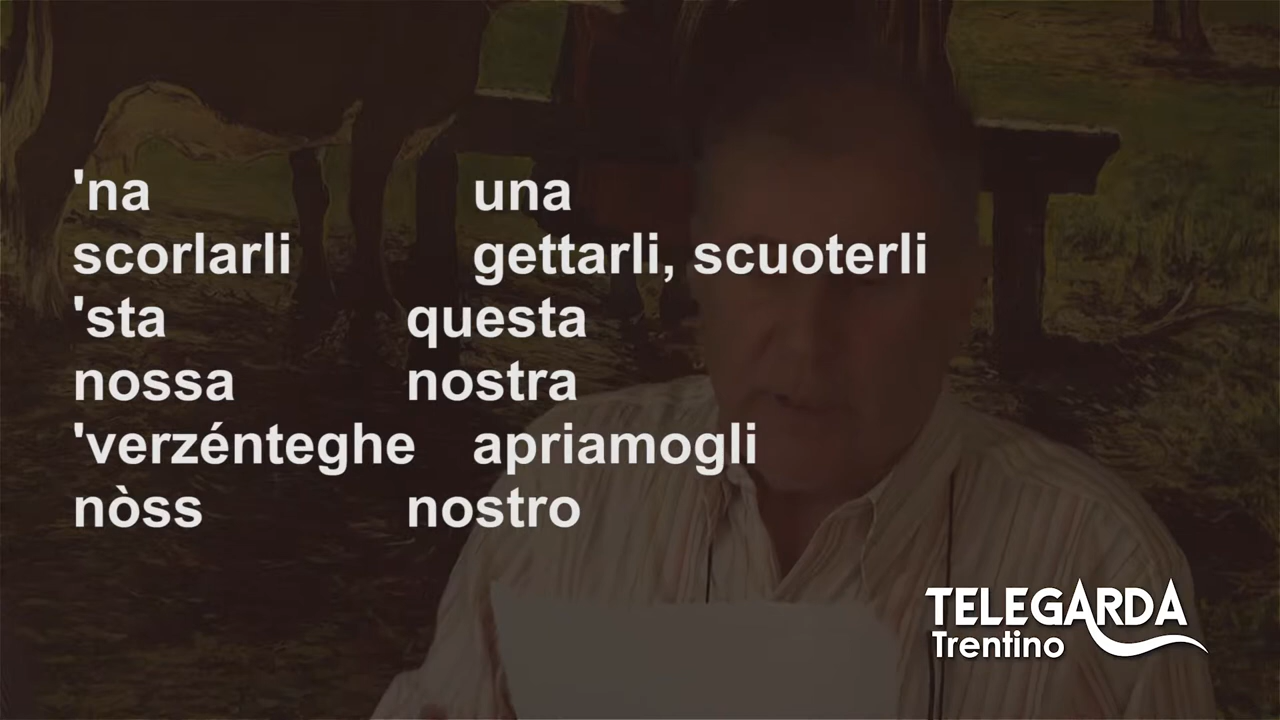 'na una
scorlarli gettarli, scuoterli
'sta questa
nossa nostra
'verzénteghe apriamogli
nòss nostro
TELEGARDA
Trentino